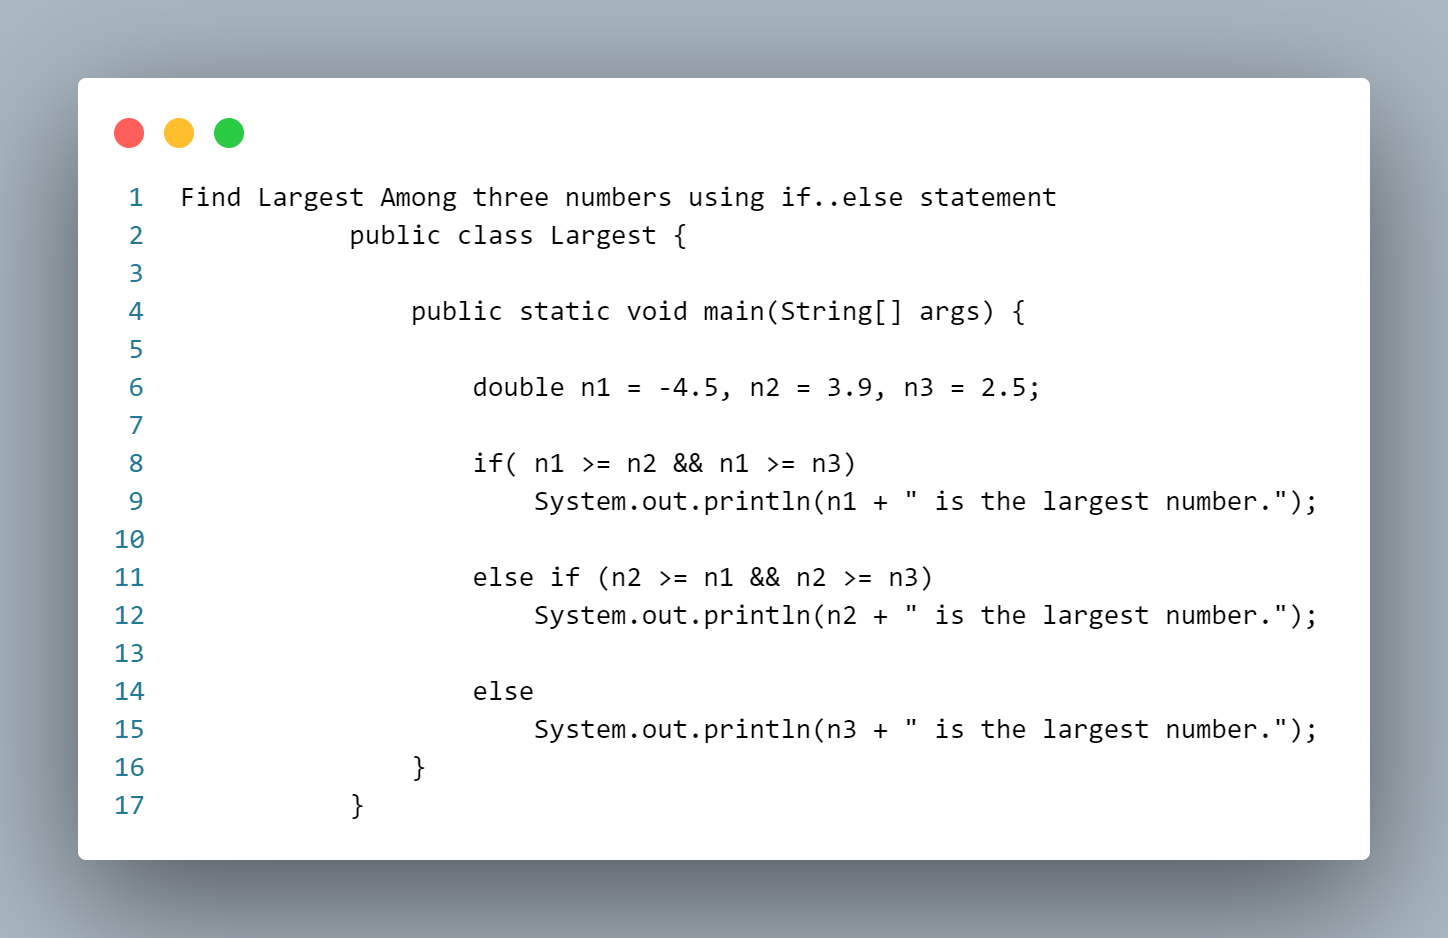 1 Find Largest Among three numbers using if..else statement
2 public class Largest {
3
4 public static void main(String[] args) {
5
6 double n1 = -4.5, n2 = 3.9, n3 = 2.5;
7
8 if( n1 >= n2 && n1 >= n3)
9 System.out.println(n1 + " is the largest number.");
10
11 else if (n2 >= n1 && n2 >= n3)
12 System.out.println(n2 + " is the largest number.");
13
14 else
15 System.out.println(n3 + " is the largest number.");
16 }
17 }